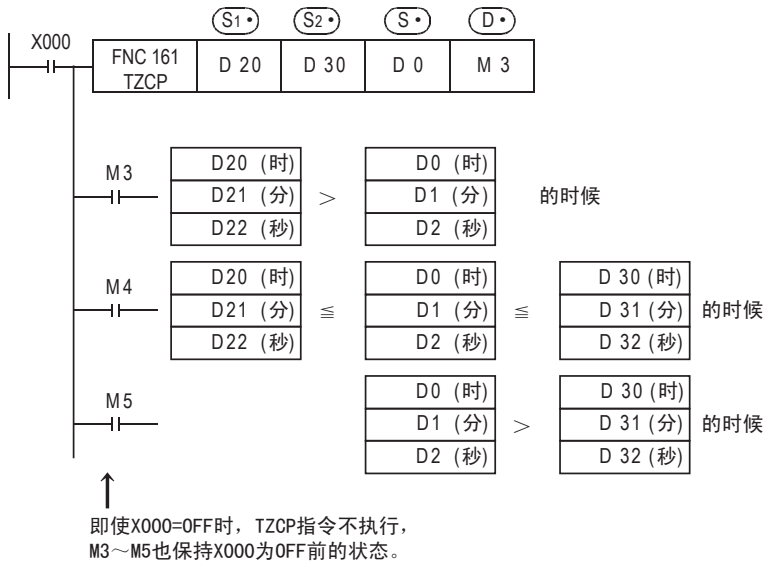 S1• S2• S• D•
X000
FNC 161 TZCP D 20 D 30 D 0 M 3
M3
D20 (时) D0 (时)
D21 (分) > D1 (分) 的时候
D22 (秒) D2 (秒)
M4
D20 (时) D0 (时) D 30 (时)
D21 (分) ≦ D1 (分) ≦ D 31 (分) 的时候
D22 (秒) D2 (秒) D 32 (秒)
M5
D0 (时) D 30 (时)
D1 (分) > D 31 (分) 的时候
D2 (秒) D 32 (秒)
即使X000=OFF时，TZCP指令不执行，
M3～M5也保持X000为OFF前的状态。